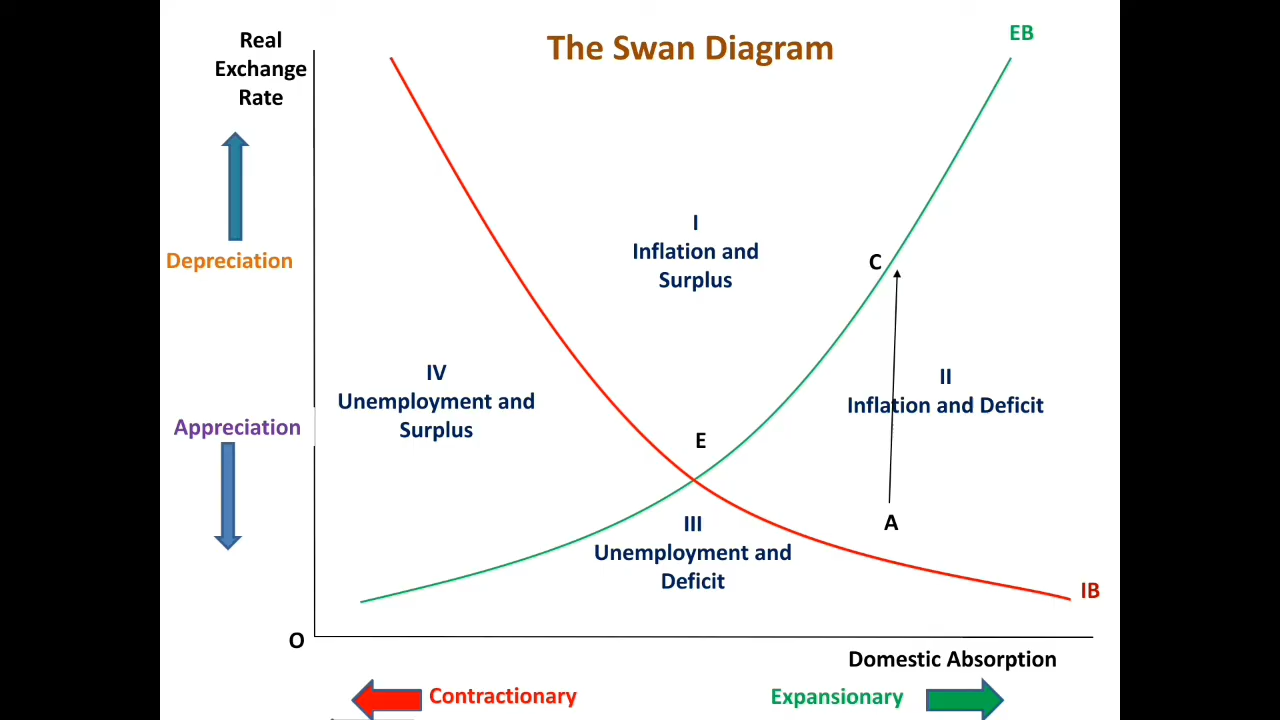 The Swan Diagram
EB
Real
Exchange
Rate
Depreciation
Appreciation
I
Inflation and
Surplus
C
IV
Unemployment and
Surplus
II
Inflation and Deficit
E
A
III
Unemployment and
Deficit
IB
O
Domestic Absorption
Contractionary
Expansionary